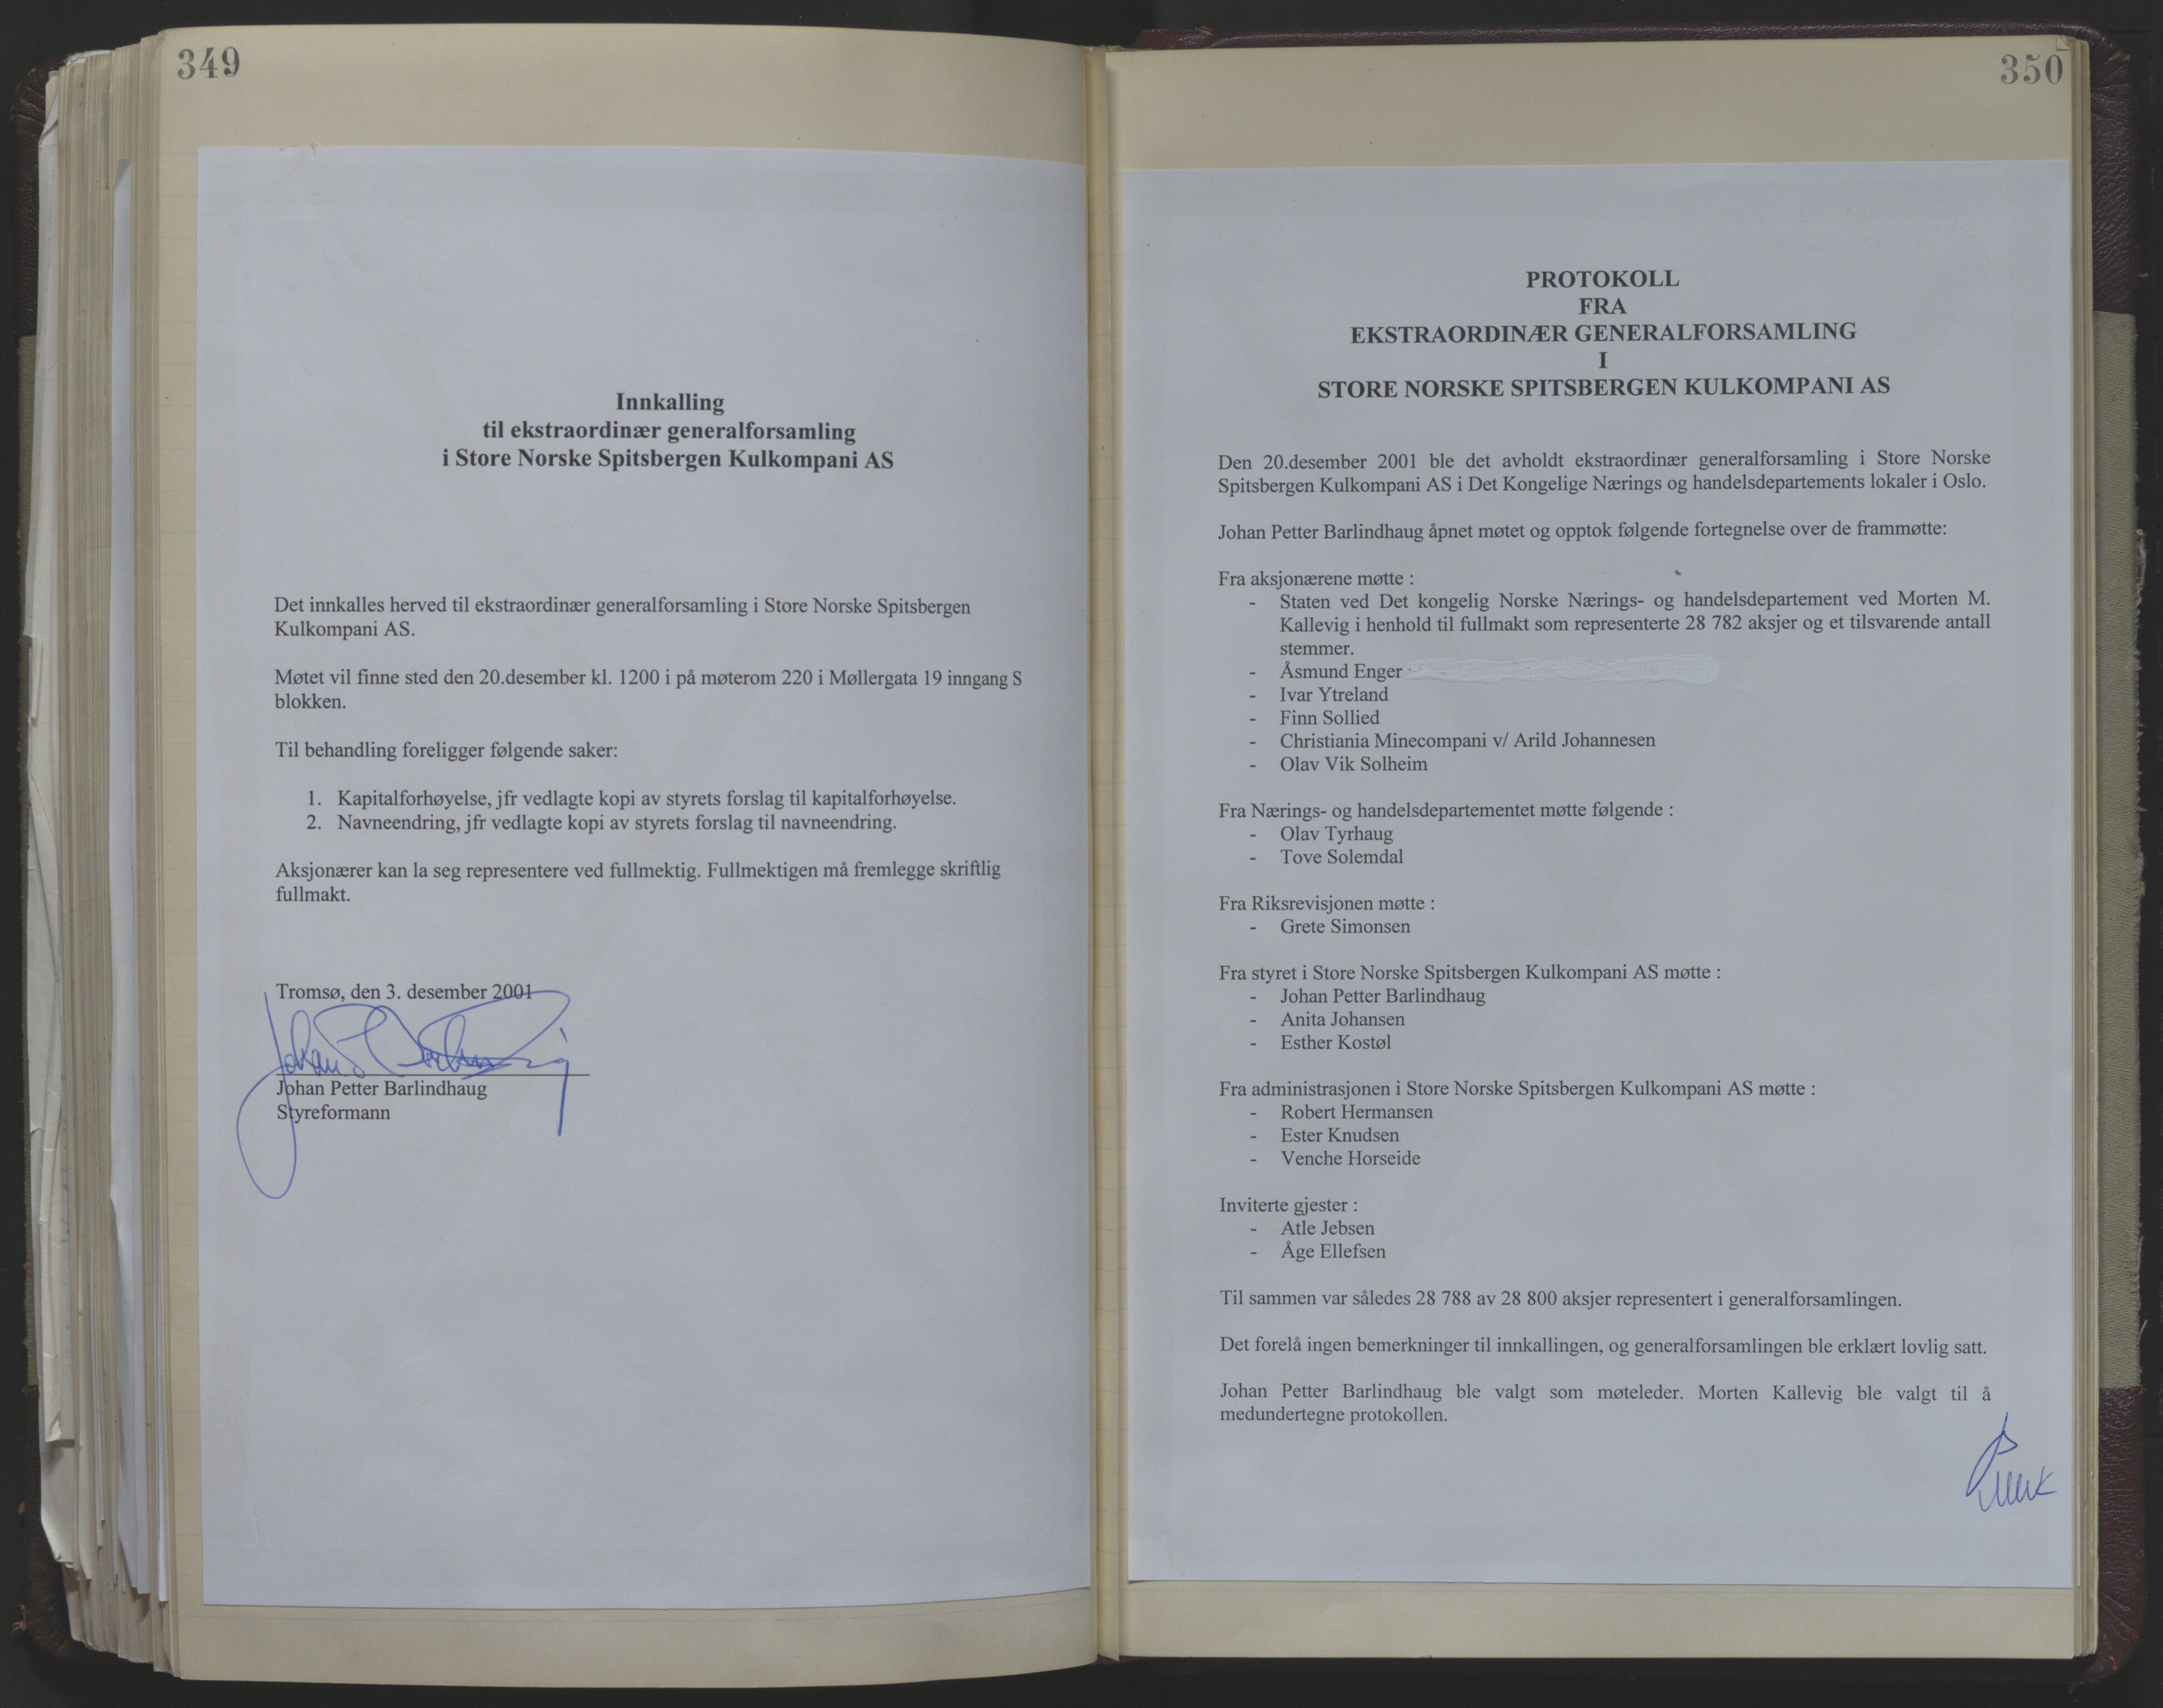 349
Innkalling
til ekstraordinær generalforsamling
i Store Norske Spitsbergen Kulkompani AS
Det innkalles herved til ekstraordinær generalforsamling i Store Norske Spitsbergen
Kulkompani AS.
Møtet vil finne sted den 20.desember kl. 1200 i på møterom 220 i Møllergata 19 inngang S
blokken.
Til behandling foreligger følgende saker:
1. Kapitalforhøyelse, jfr vedlagte kopi av styrets forslag til kapitalforhøyelse.
2. Navneendring, jfr vedlagte kopi av styrets forslag til navneendring.
Aksjonærer kan la seg representere ved fullmektig. Fullmektigen må fremlegge skriftlig
fullmakt.
Tromsø, den 3. desember 2001
Johan Petter Barlindhaug
Styreformann
350
PROTOKOLL
FRA
EKSTRAORDINÆR GENERALFORSAMLING
I
STORE NORSKE SPITSBERGEN KULKOMPANI AS
Den 20.desember 2001 ble det avholdt ekstraordinær generalforsamling i Store Norske
Spitsbergen Kulkompani AS i Det Kongelige Nærings og handelsdepartements lokaler i Oslo.
Johan Petter Barlindhaug åpnet møtet og opptok følgende fortegnelse over de frammøtte:
Fra aksjonærene møtte :
- Staten ved Det kongelig Norske Nærings- og handelsdepartement ved Morten M.
Kallevig i henhold til fullmakt som representerte 28 782 aksjer og et tilsvarende antall
stemmer.
- Åsmund Enger
- Ivar Ytreland
- Finn Sollied
- Christiania Minecompani v/ Arild Johannesen
- Olav Vik Solheim
Fra Nærings- og handelsdepartementet møtte følgende :
- Olav Tyrhaug
- Tove Solemdal
Fra Riksrevisjonen møtte :
- Grete Simonsen
Fra styret i Store Norske Spitsbergen Kulkompani AS møtte :
- Johan Petter Barlindhaug
- Anita Johansen
- Esther Kostøl
Fra administrasjonen i Store Norske Spitsbergen Kulkompani AS møtte :
- Robert Hermansen
- Ester Knudsen
- Venche Horseide
Inviterte gjester :
- Atle Jebsen
- Åge Ellefsen
Til sammen var således 28 788 av 28 800 aksjer representert i generalforsamlingen.
Det forelå ingen bemerkninger til innkallingen, og generalforsamlingen ble erklært lovlig satt.
Johan Petter Barlindhaug ble valgt som møteleder. Morten Kallevig ble valgt til å
medundertegne protokollen.